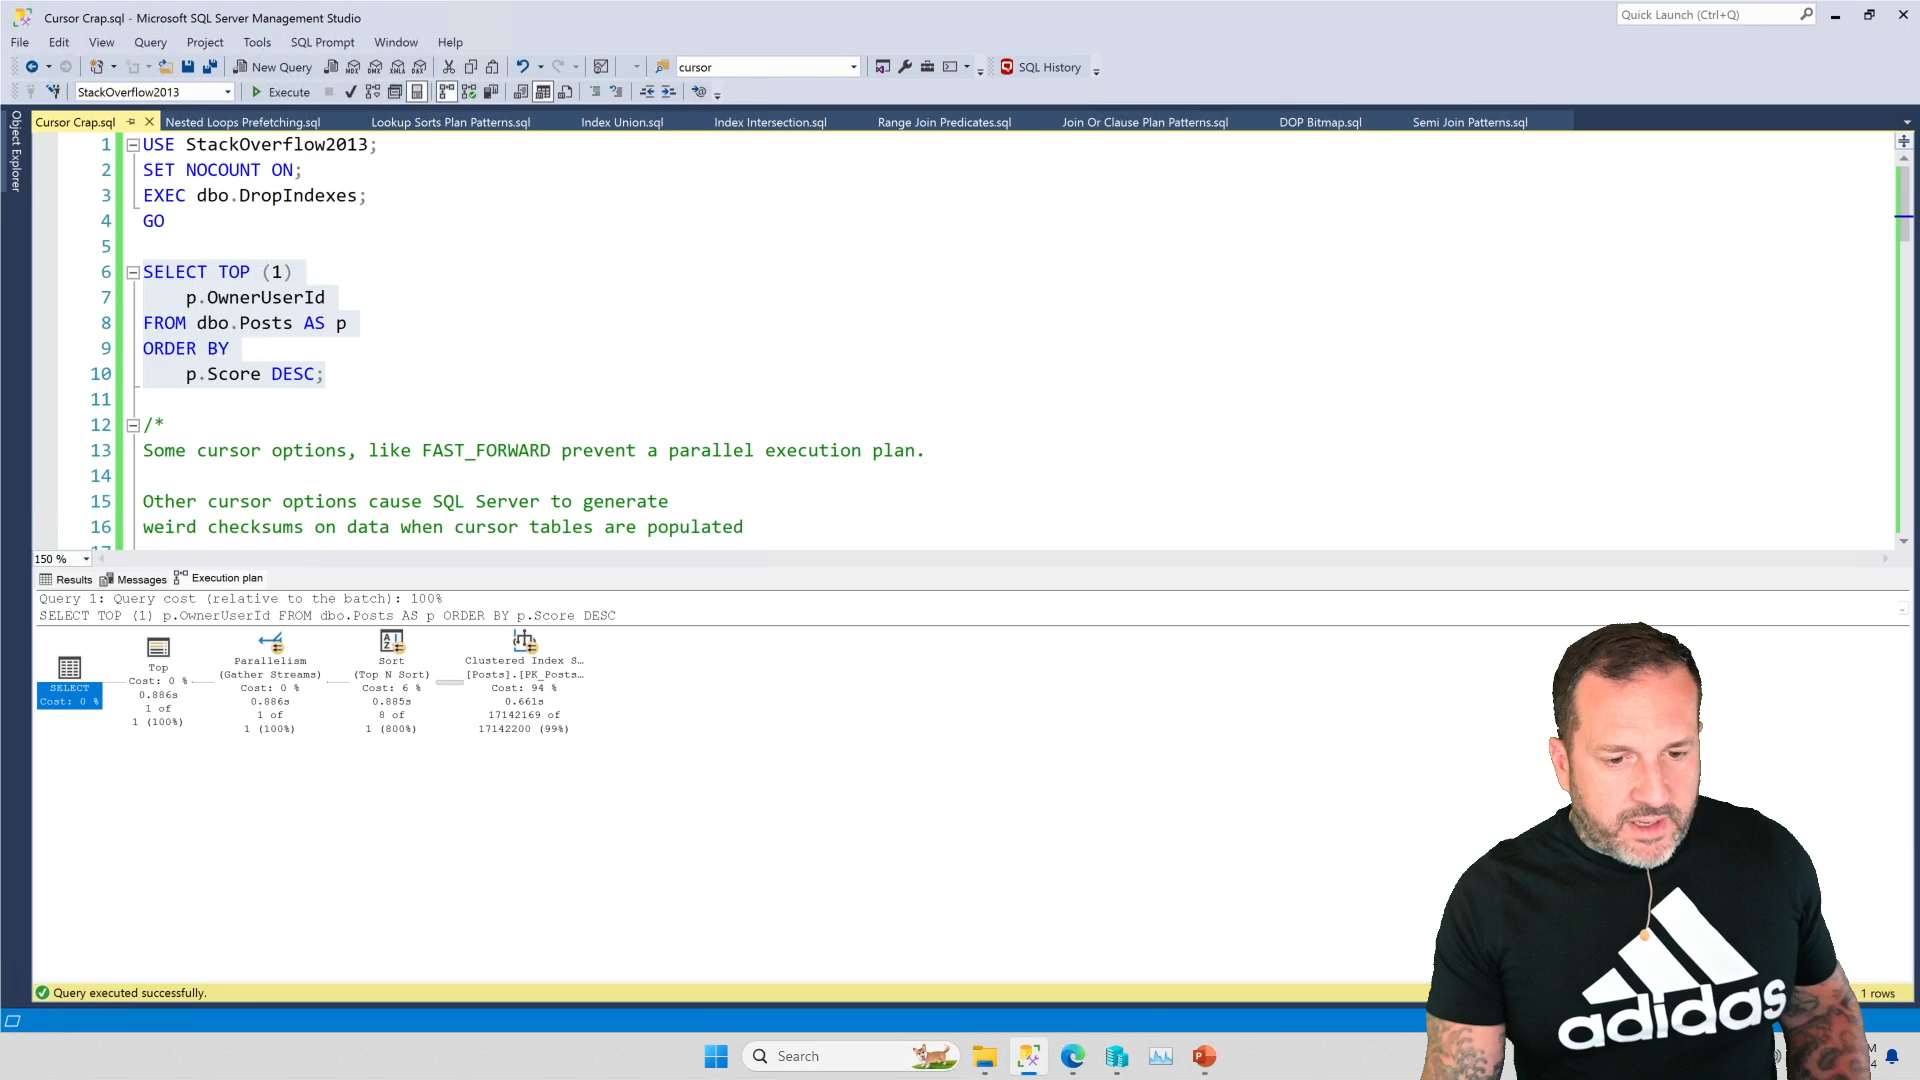 Cursor Crap.sql - Microsoft SQL Server Management Studio
Quick Launch (Ctrl+Q)
File Edit View Query Project Tools SQL Prompt Window Help
New Query
cursor
SQL History
StackOverflow2013
Execute
Object Explorer
Cursor Crap.sql Nested Loops Prefetching.sql Lookup Sorts Plan Patterns.sql Index Union.sql Index Intersection.sql Range Join Predicates.sql Join Or Clause Plan Patterns.sql DOP Bitmap.sql Semi Join Patterns.sql
1 USE StackOverflow2013;
2 SET NOCOUNT ON;
3 EXEC dbo.DropIndexes;
4 GO
5
6 SELECT TOP (1)
7 p.OwnerUserId
8 FROM dbo.Posts AS p
9 ORDER BY
10 p.Score DESC;
11
12 /*
13 Some cursor options, like FAST_FORWARD prevent a parallel execution plan.
14
15 Other cursor options cause SQL Server to generate
16 weird checksums on data when cursor tables are populated
17
150 %
Results Messages Execution plan
Query 1: Query cost (relative to the batch): 100%
SELECT TOP (1) p.OwnerUserId FROM dbo.Posts AS p ORDER BY p.Score DESC
SELECT
Cost: 0 %
Top
Cost: 0 %
0.886s
1 of
1 (100%)
Parallelism
(Gather Streams)
Cost: 0 %
0.886s
1 of
1 (100%)
Sort
(Top N Sort)
Cost: 6 %
0.885s
8 of
1 (800%)
Clustered Index S...
[Posts].[PK_Posts...
Cost: 94 %
0.661s
17142169 of
17142200 (99%)
Query executed successfully.
1 rows
Search
adidas